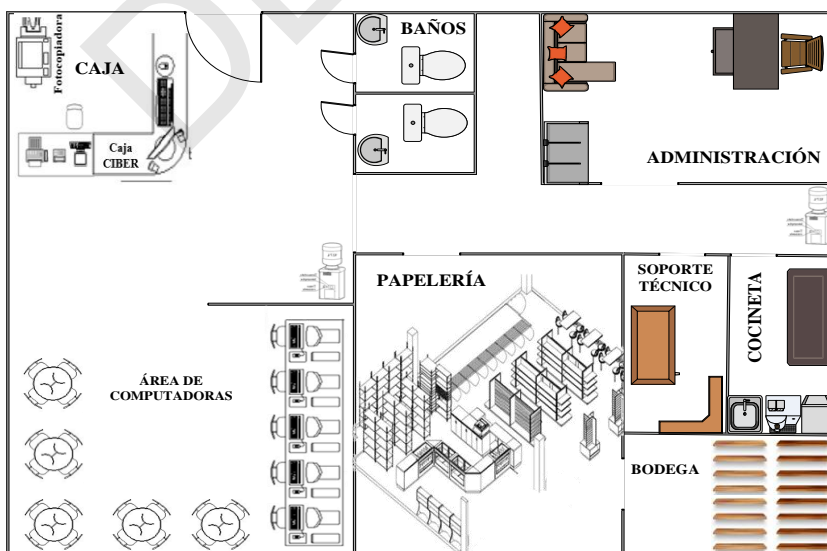 Fotocopiadora
CAJA
Caja
CIBER
BAÑOS
ADMINISTRACIÓN
PAPELERÍA
SOPORTE
TÉCNICO
COCINETA
ÁREA DE
COMPUTADORAS
BODEGA